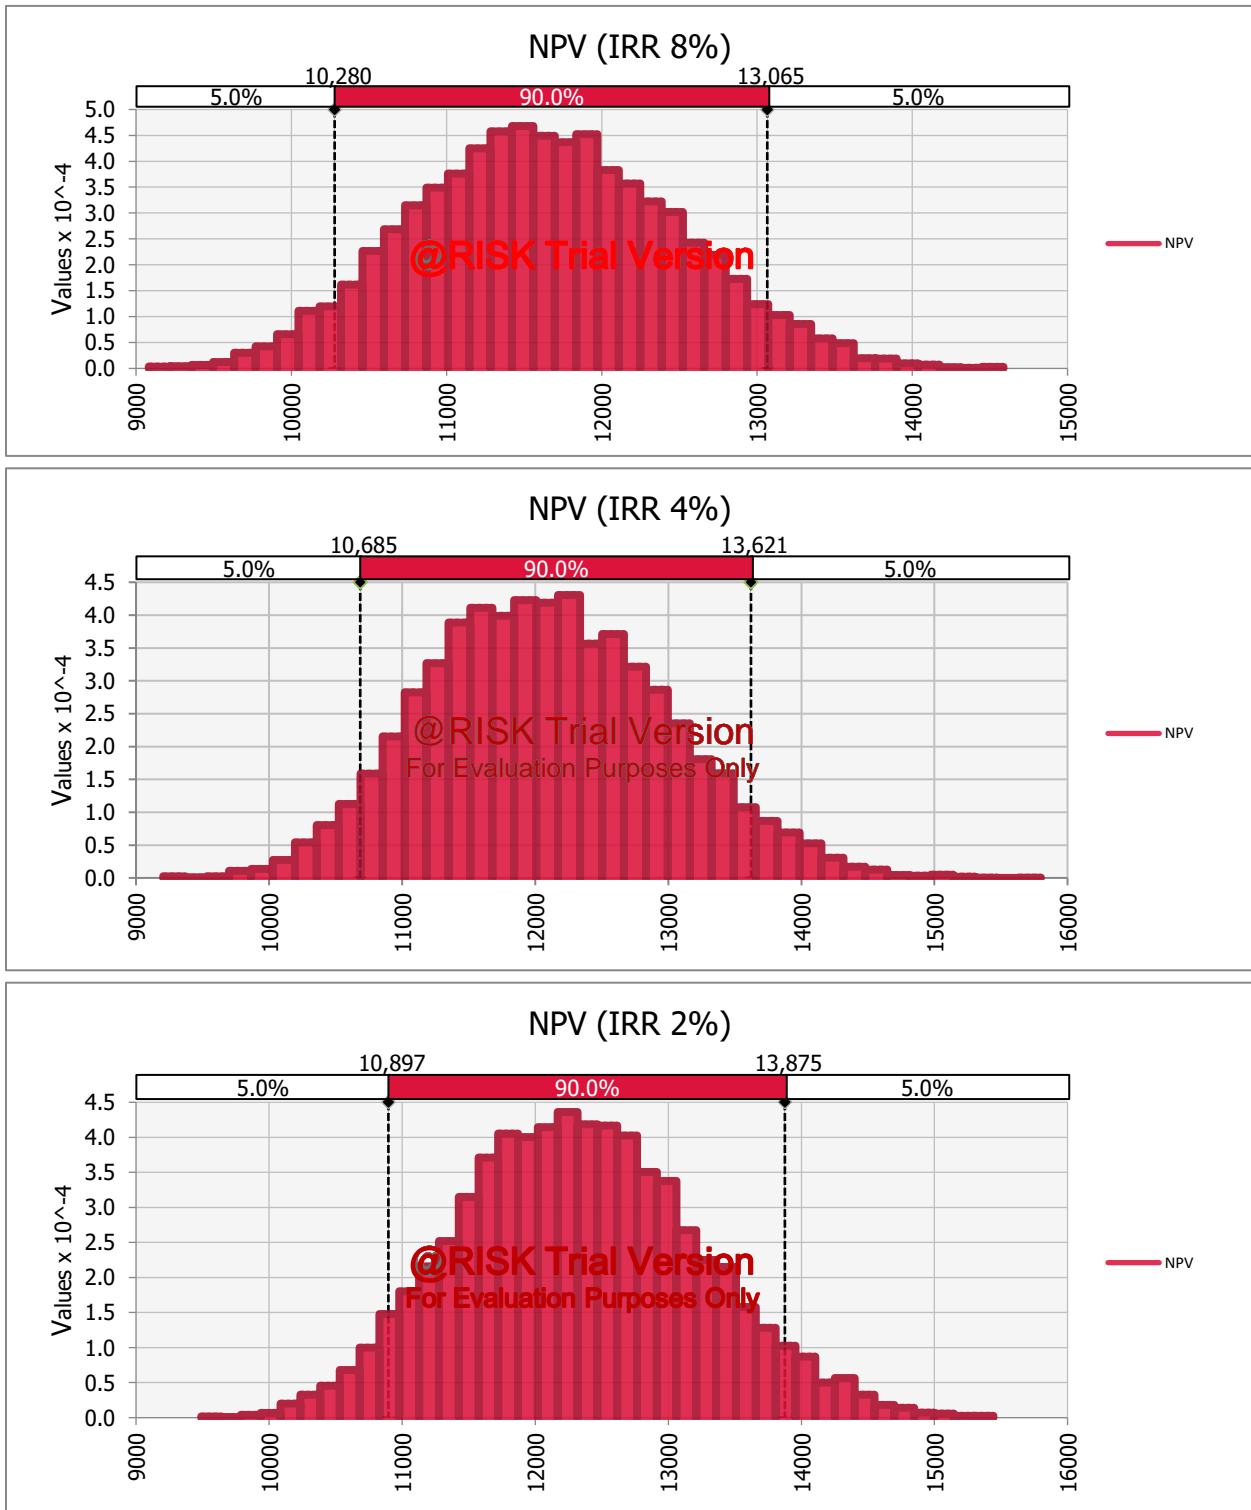 NPV (IRR 8%)
10,280 13,065
5.0% 90.0% 5.0%
5.0
4.5
4.0
3.5
3.0
2.5
2.0
1.5
1.0
0.5
0.0
Values x 10^-4
@RISK Trial Version
NPV
9000 10000 11000 12000 13000 14000 15000
NPV (IRR 4%)
10,685 13,621
5.0% 90.0% 5.0%
4.5
4.0
3.5
3.0
2.5
2.0
1.5
1.0
0.5
0.0
Values x 10^-4
@RISK Trial Version
For Evaluation Purposes Only
NPV
9000 10000 11000 12000 13000 14000 15000 16000
NPV (IRR 2%)
10,897 13,875
5.0% 90.0% 5.0%
4.5
4.0
3.5
3.0
2.5
2.0
1.5
1.0
0.5
0.0
Values x 10^-4
@RISK Trial Version
For Evaluation Purposes Only
NPV
9000 10000 11000 12000 13000 14000 15000 16000